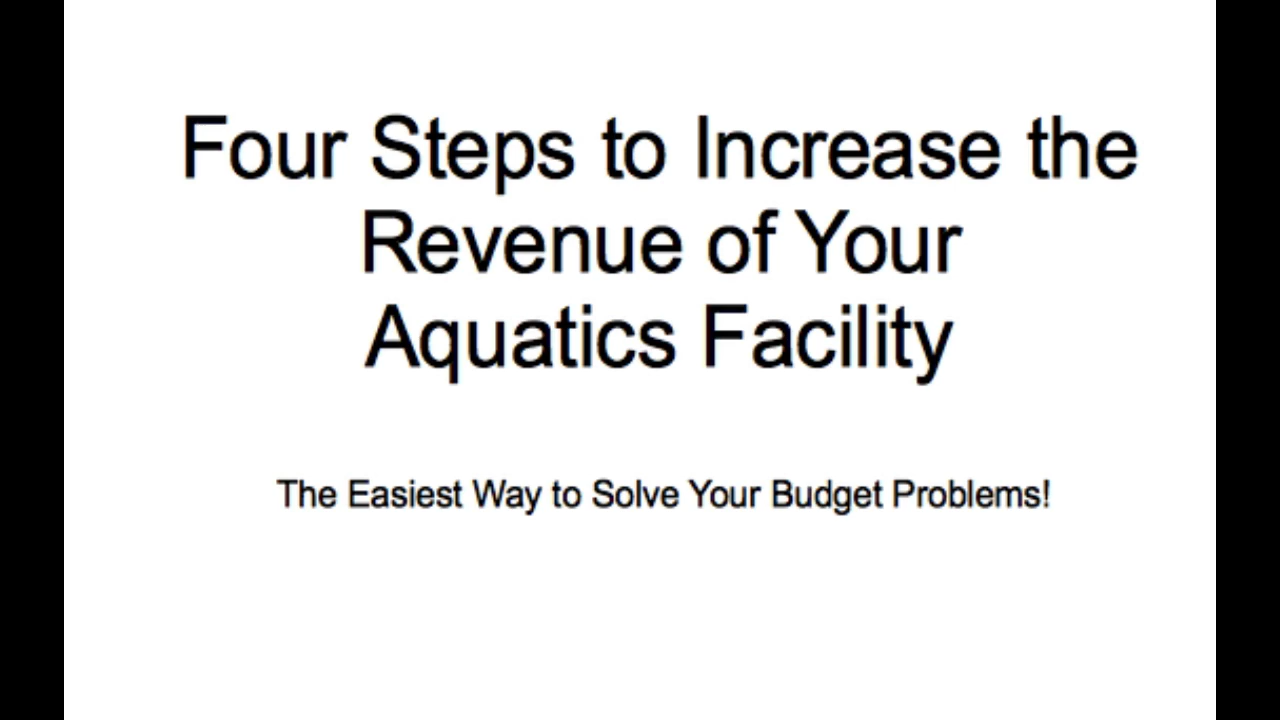 Four Steps to Increase the
Revenue of Your
Aquatics Facility
The Easiest Way to Solve Your Budget Problems!